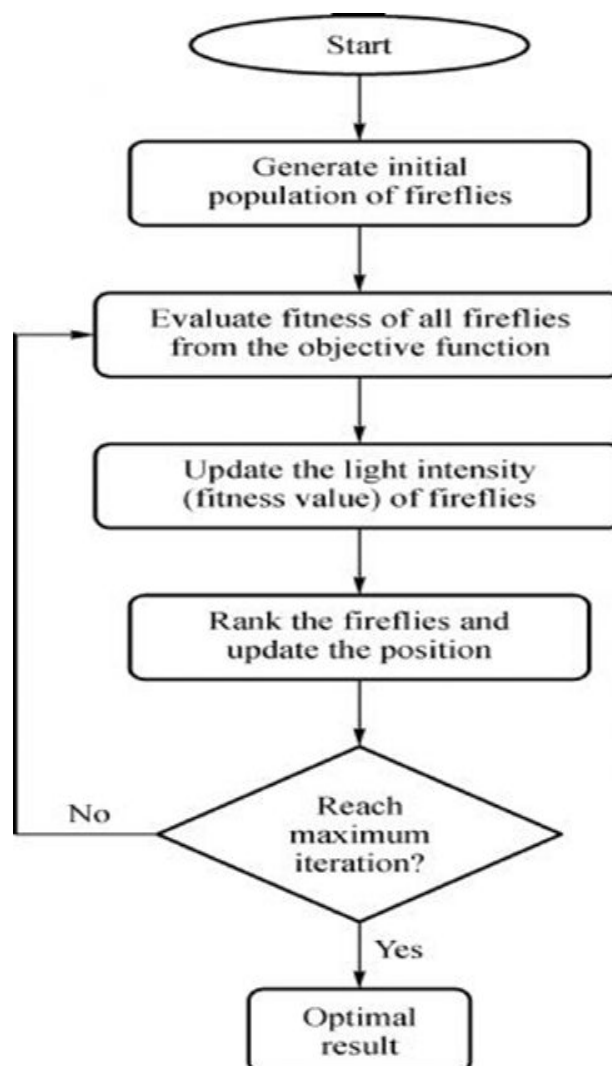 Start
Generate initial
population of fireflies
Evaluate fitness of all fireflies
from the objective function
Update the light intensity
(fitness value) of fireflies
Rank the fireflies and
update the position
Reach
maximum
iteration?
No
Yes
Optimal
result